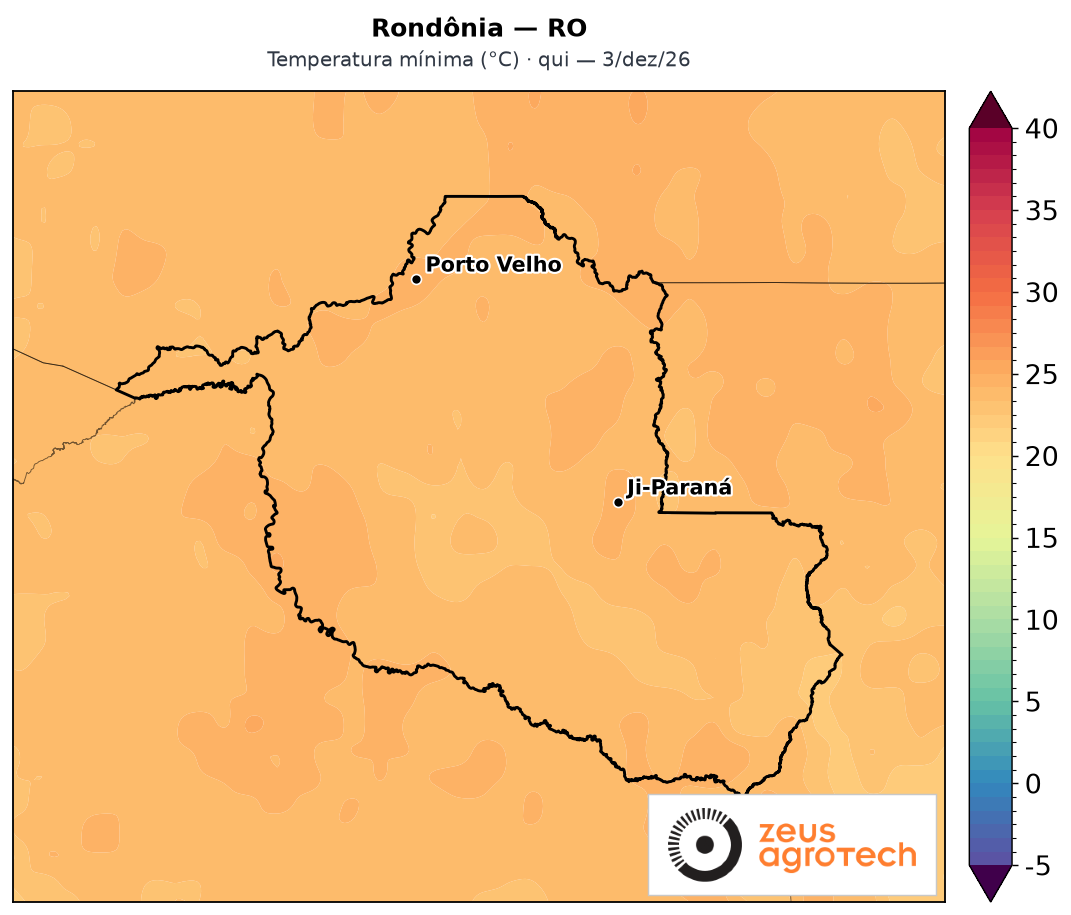 Rondônia — RO
Temperatura mínima (°C) · qui — 3/dez/26
Porto Velho
Ji-Paraná
40
35
30
25
20
15
10
5
0
-5
zeus
agrotech